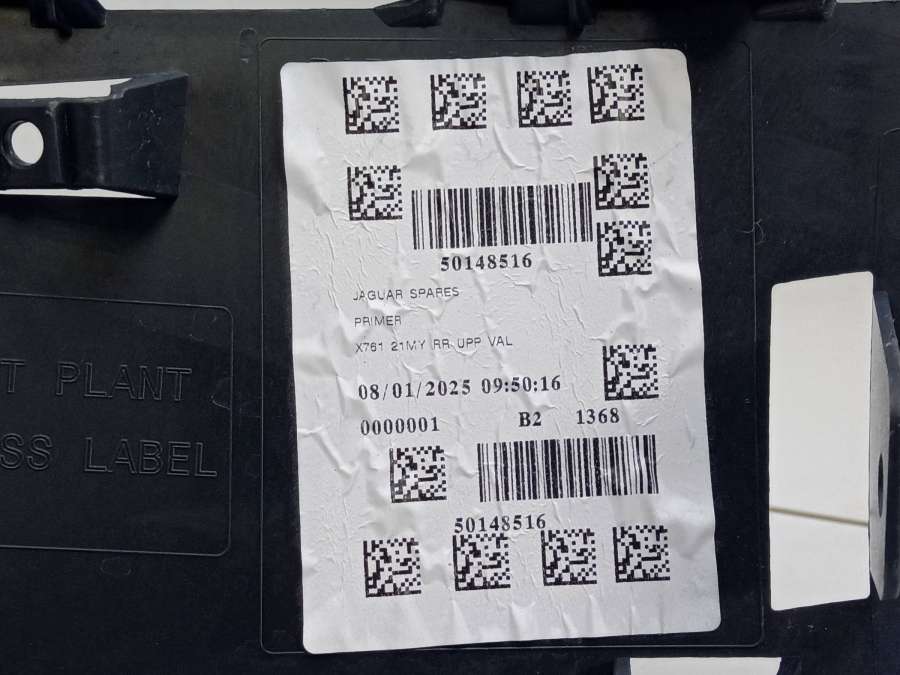 50148516
JAGUAR SPARES
PRIMER
X761 21MY RR UPP VAL
08/01/2025 09:50:16
0000001 B2 1368
50148516
T PLANT
SS LABEL